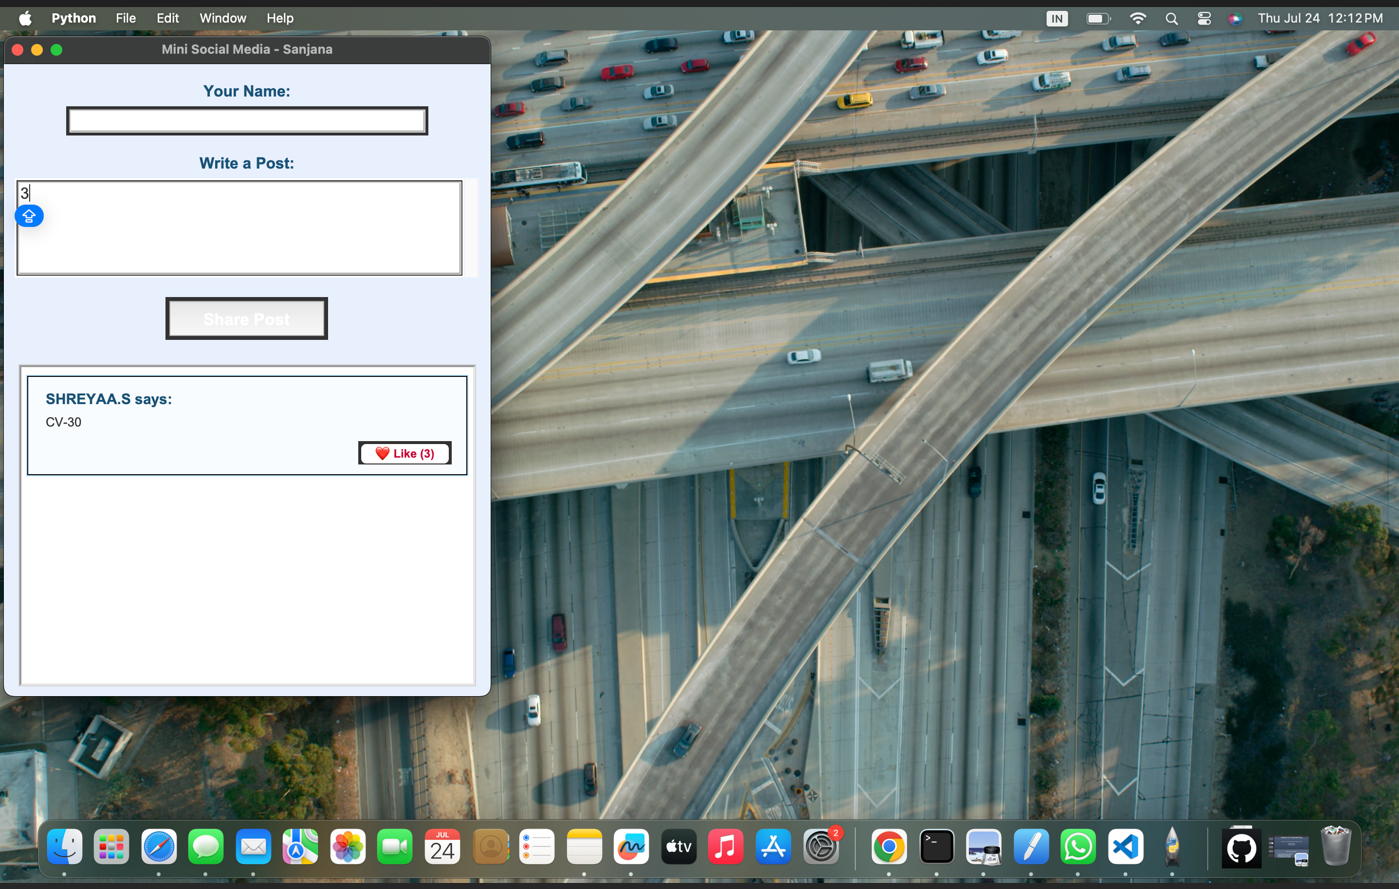 Python File Edit Window Help IN Thu Jul 24 12:12 PM
Mini Social Media - Sanjana
Your Name:
Write a Post:
3
Share Post
SHREYAA.S says:
CV-30
❤️ Like (3)
JUL
24
tv
2
>_